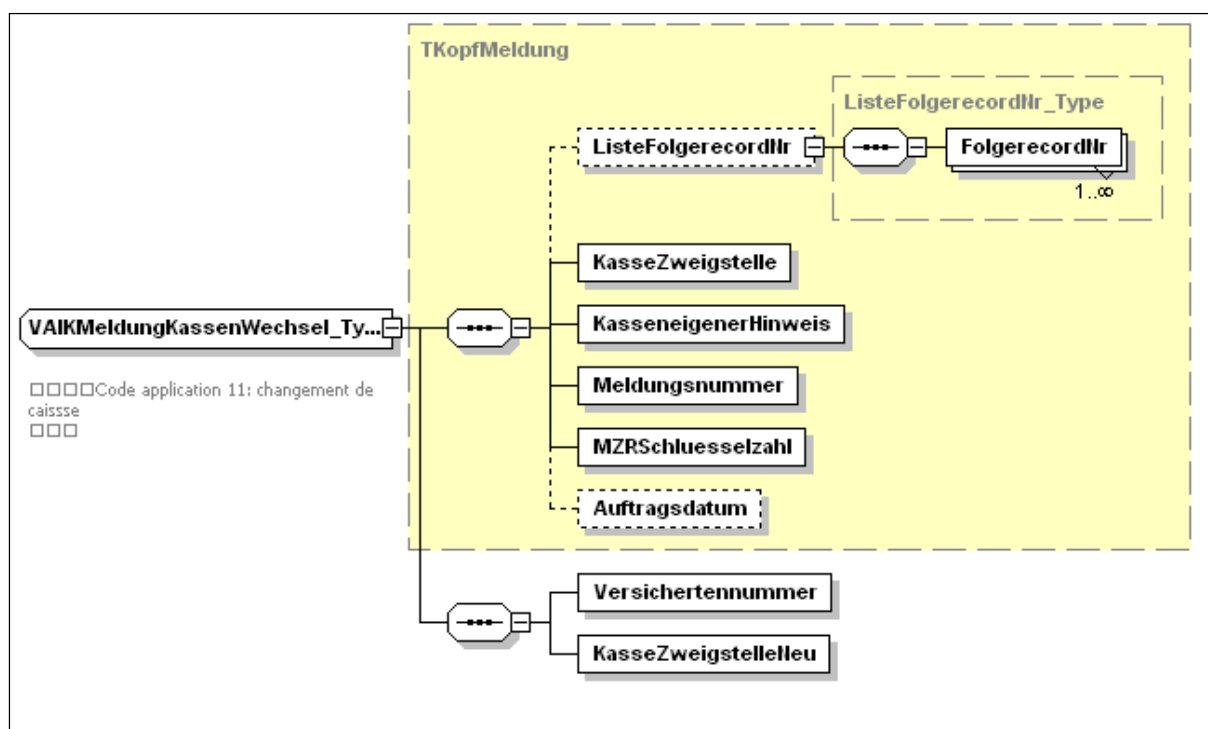 TKopfMeldung
ListeFolgerecordNr_Type
ListeFolgerecordNr
FolgerecordNr
1..∞
KasseZweigstelle
VAIKMeldungKassenWechsel_Ty...
KasseneigenerHinweis
Meldungsnummer
□□□□Code application 11: changement de
caissse
□□□
MZRSchluesselzahl
Auftragsdatum
Versichertennummer
KasseZweigstelleNeu